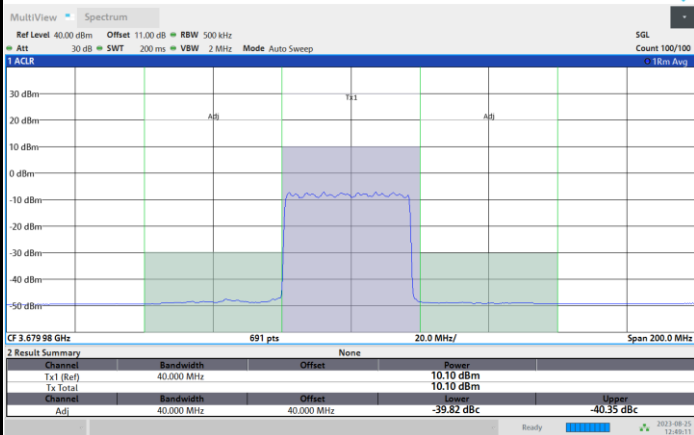 MultiView Spectrum
Ref Level 40.00 dBm Offset 11.00 dB RBW 500 kHz SGL
Att 30 dB SWT 200 ms VBW 2 MHz Mode Auto Sweep Count 100/100
1 ACLR 1Rm Avg
30 dBm
Tx1
20 dBm
Adj Adj
10 dBm
0 dBm
-10 dBm
-20 dBm
-30 dBm
-40 dBm
-50 dBm
CF 3.679 98 GHz 691 pts 20.0 MHz/ Span 200.0 MHz
2 Result Summary None
Channel Bandwidth Offset Power
Tx1 (Ref) 40.000 MHz 10.10 dBm
Tx Total 10.10 dBm
Channel Bandwidth Offset Lower Upper
Adj 40.000 MHz 40.000 MHz -39.82 dBc -40.35 dBc
Ready 2023-08-25
12:49:11